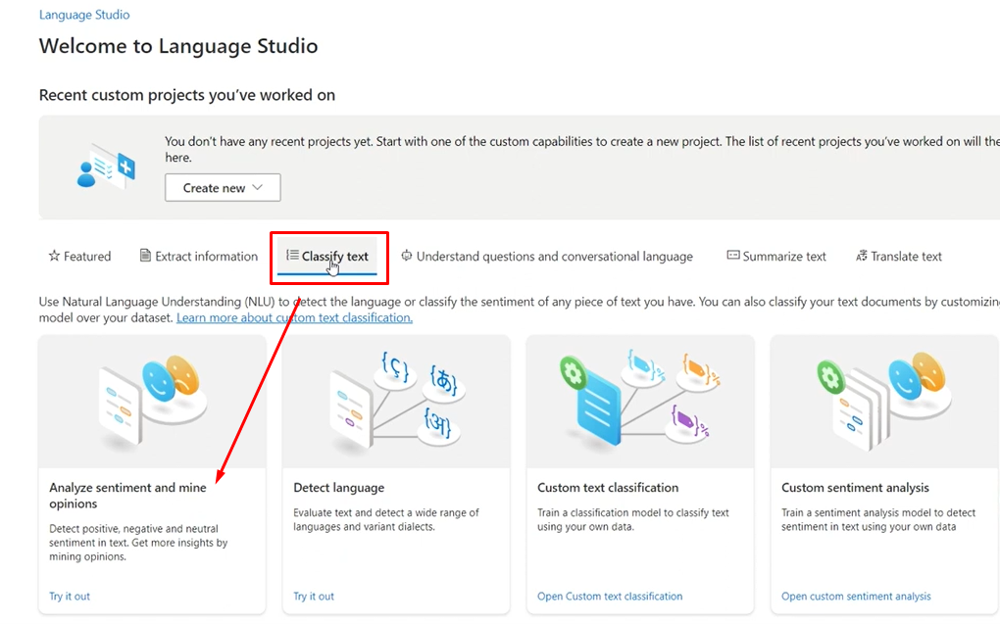 Language Studio
Welcome to Language Studio
Recent custom projects you've worked on
You don't have any recent projects yet. Start with one of the custom capabilities to create a new project. The list of recent projects you've worked on will
here.
Create new
Featured
Extract information
Classify text
Understand questions and conversational language
Summarize text
Translate text
Use Natural Language Understanding (NLU) to detect the language or classify the sentiment of any piece of text you have. You can also classify your text documents by
model over your dataset. Learn more about custom text classification.
{ç}
{あ}
{अ}
Analyze sentiment and mine
opinions
Detect positive, negative and neutral
sentiment in text. Get more insights by
mining opinions.
Try it out
Detect language
Evaluate text and detect a wide range of
languages and variant dialects.
Try it out
Custom text classification
Train a classification model to classify text
using your own data.
Open Custom text classification
Custom sentiment analysis
Train a sentiment analysis model to detect
sentiment in text using your own data
Open custom sentiment analysis